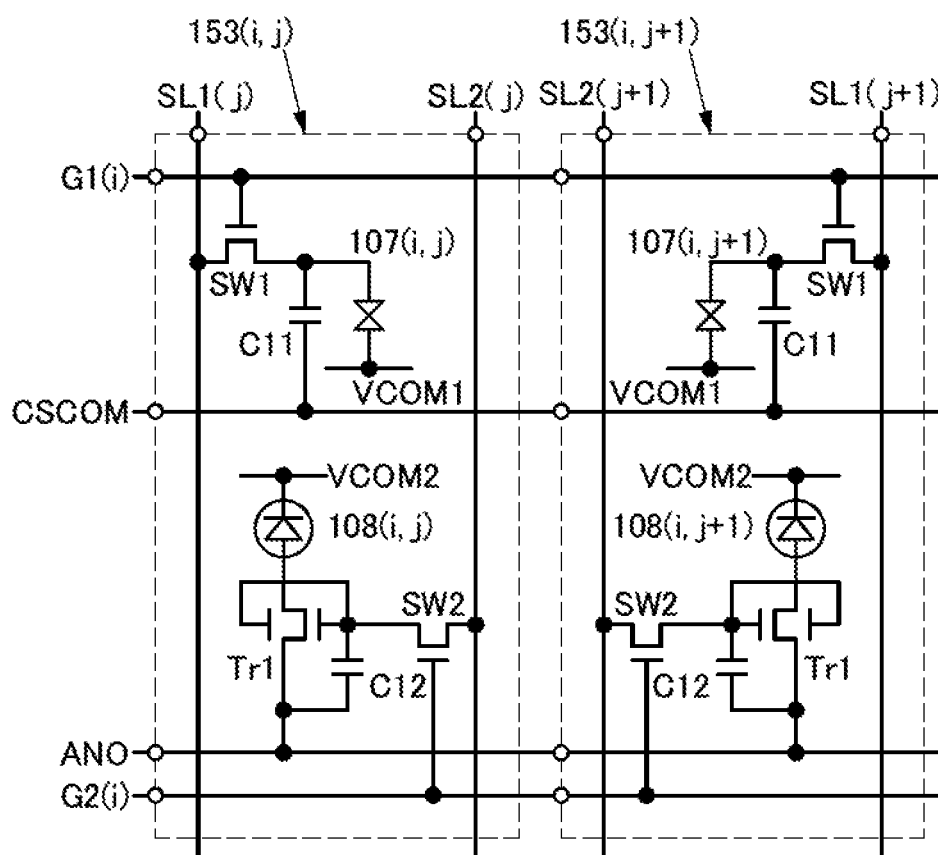 153(i, j)
153(i, j+1)
SL1(j)
SL2(j)
SL2(j+1)
SL1(j+1)
G1(i)
107(i, j)
107(i, j+1)
SW1
SW1
C11
C11
VCOM1
VCOM1
CSCOM
VCOM2
VCOM2
108(i, j)
108(i, j+1)
SW2
SW2
Tr1
C12
C12
Tr1
ANO
G2(i)